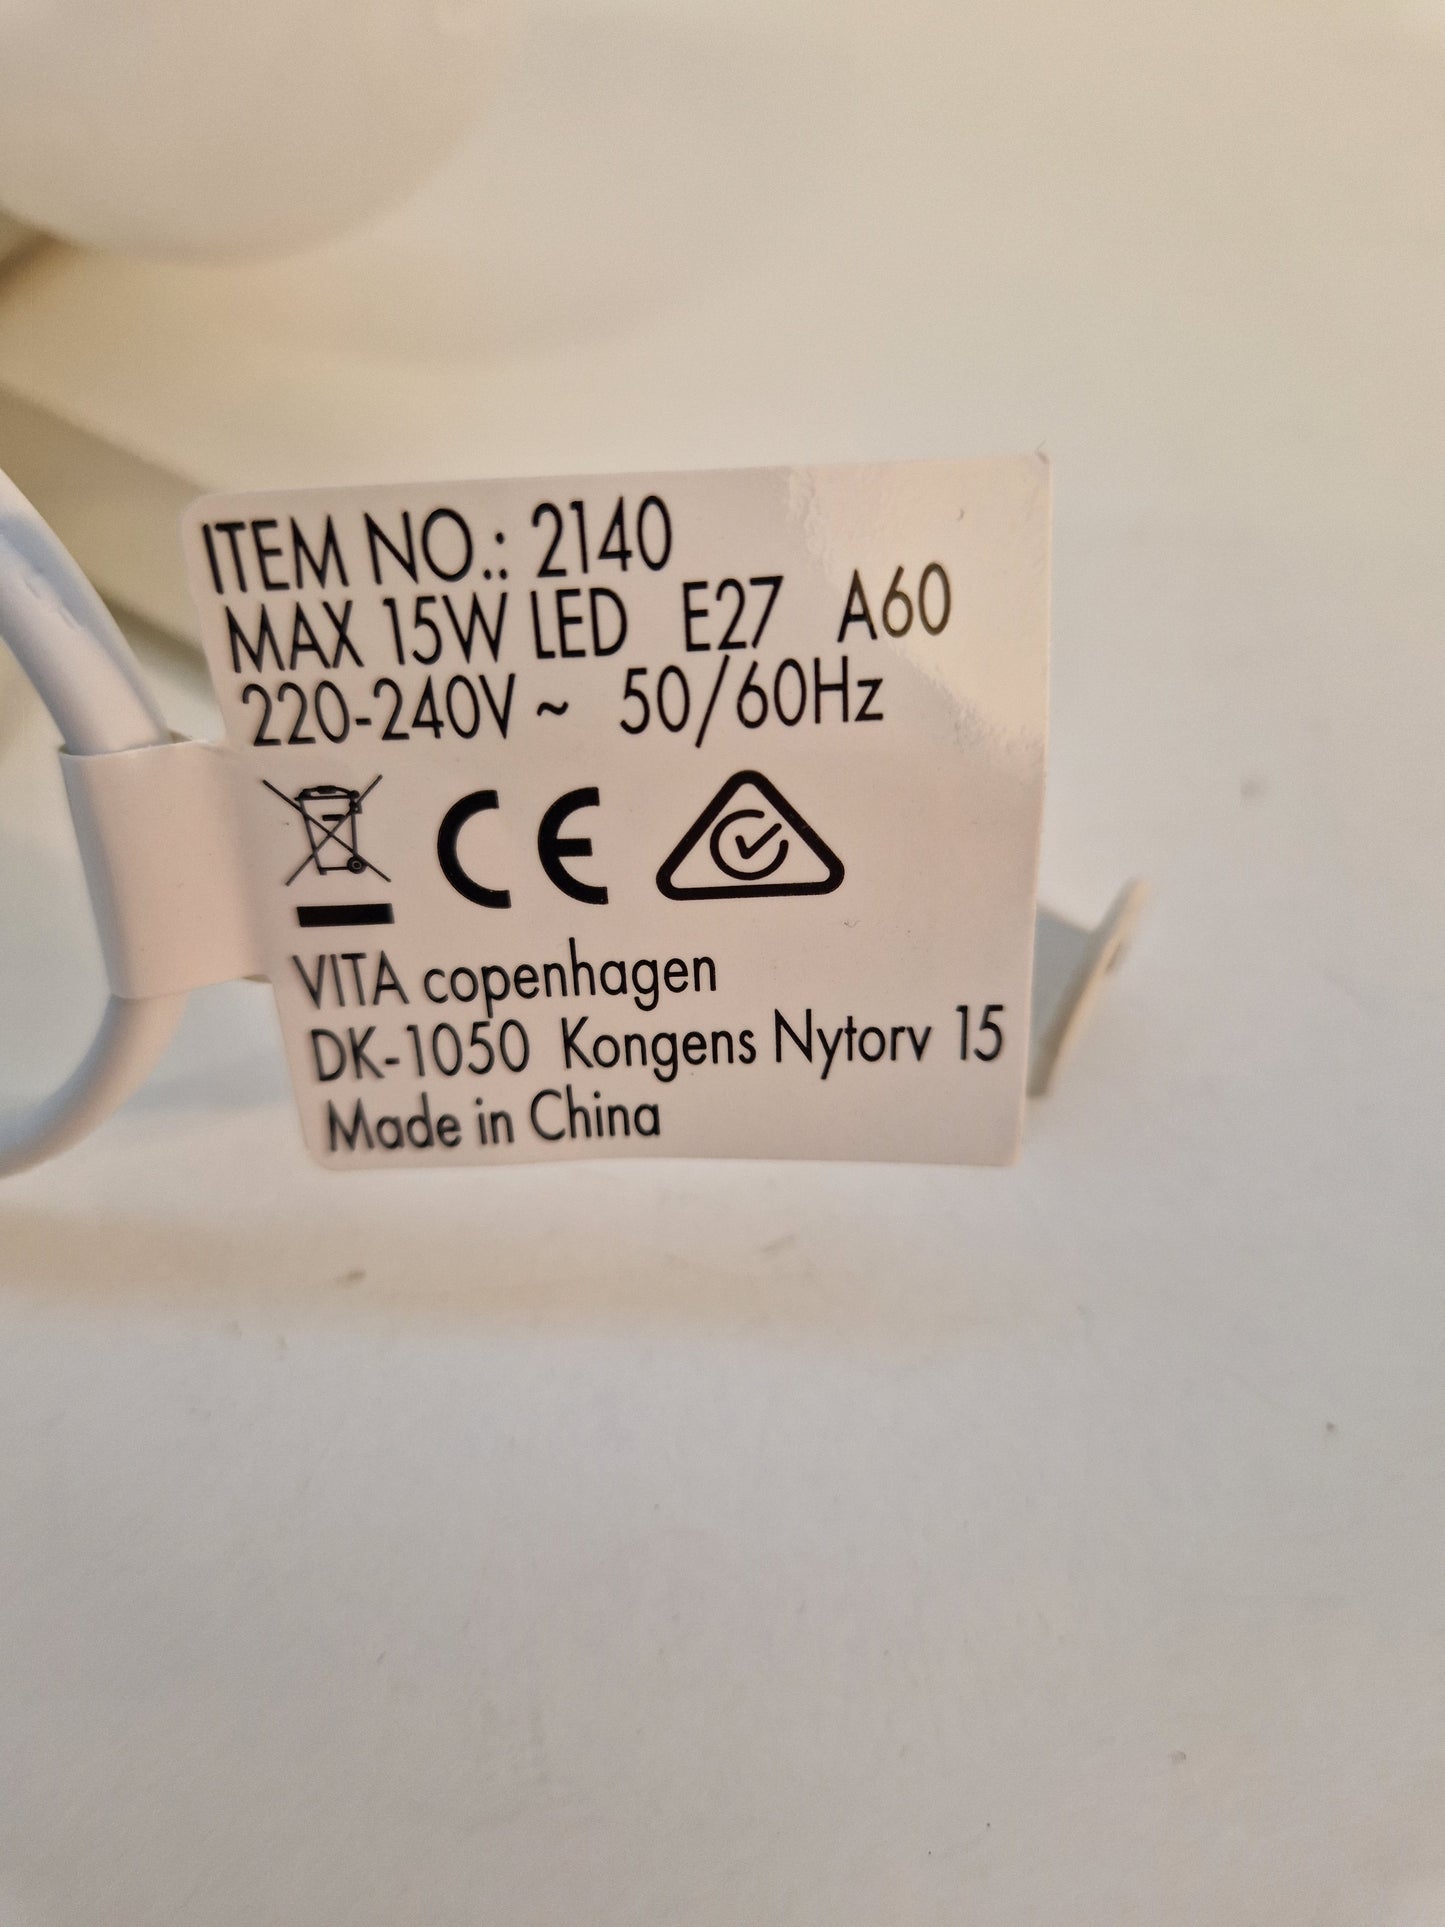 ITEM NO.: 2140
MAX 15W LED E27 A60
220-240V ~ 50/60Hz
CE
VITA copenhagen
DK-1050 Kongens Nytorv 15
Made in China